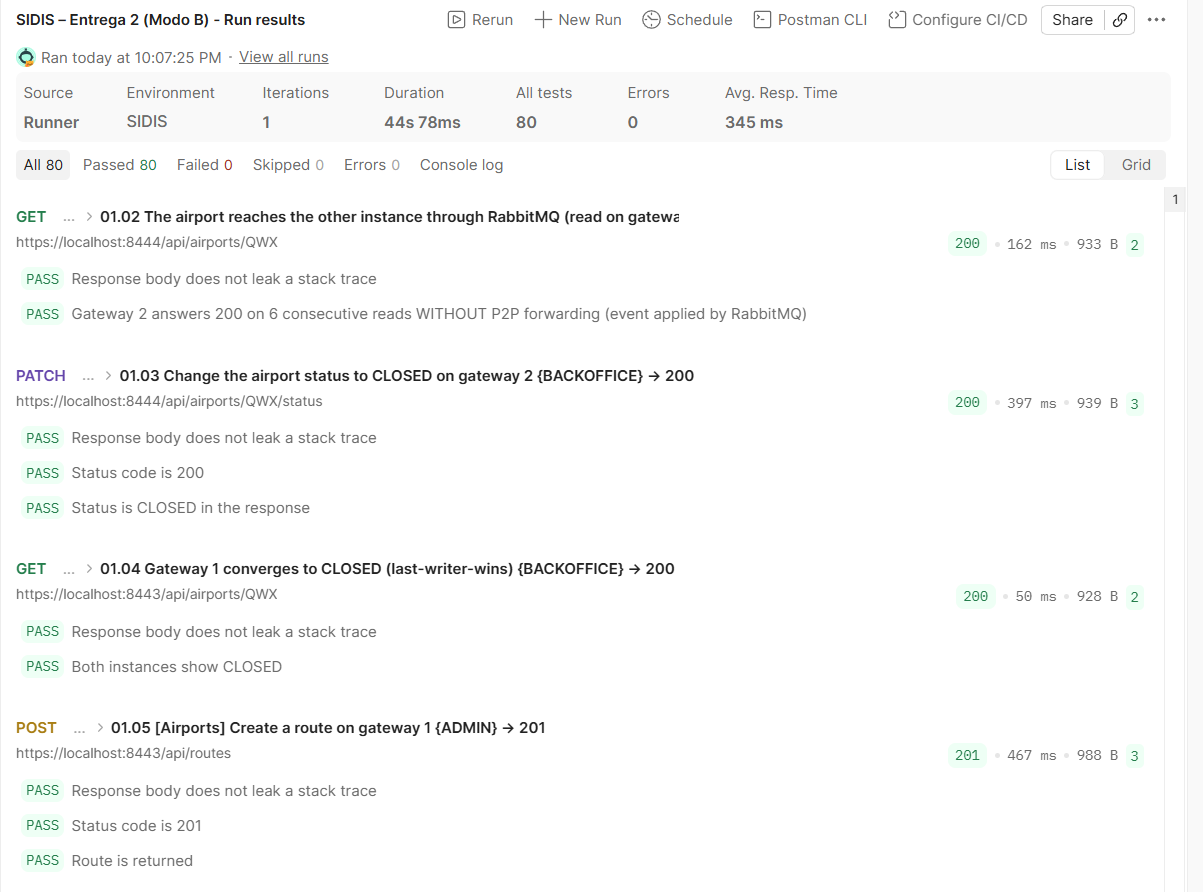 SIDIS – Entrega 2 (Modo B) - Run results
Rerun
New Run
Schedule
Postman CLI
Configure CI/CD
Share
Ran today at 10:07:25 PM · View all runs
Source Environment Iterations Duration All tests Errors Avg. Resp. Time
Runner SIDIS 1 44s 78ms 80 0 345 ms
All 80 Passed 80 Failed 0 Skipped 0 Errors 0 Console log
List Grid
1
GET ... > 01.02 The airport reaches the other instance through RabbitMQ (read on gatewa
https://localhost:8444/api/airports/QWX
200 • 162 ms • 933 B 2
PASS Response body does not leak a stack trace
PASS Gateway 2 answers 200 on 6 consecutive reads WITHOUT P2P forwarding (event applied by RabbitMQ)
PATCH ... > 01.03 Change the airport status to CLOSED on gateway 2 {BACKOFFICE} → 200
https://localhost:8444/api/airports/QWX/status
200 • 397 ms • 939 B 3
PASS Response body does not leak a stack trace
PASS Status code is 200
PASS Status is CLOSED in the response
GET ... > 01.04 Gateway 1 converges to CLOSED (last-writer-wins) {BACKOFFICE} → 200
https://localhost:8443/api/airports/QWX
200 • 50 ms • 928 B 2
PASS Response body does not leak a stack trace
PASS Both instances show CLOSED
POST ... > 01.05 [Airports] Create a route on gateway 1 {ADMIN} → 201
https://localhost:8443/api/routes
201 • 467 ms • 988 B 3
PASS Response body does not leak a stack trace
PASS Status code is 201
PASS Route is returned